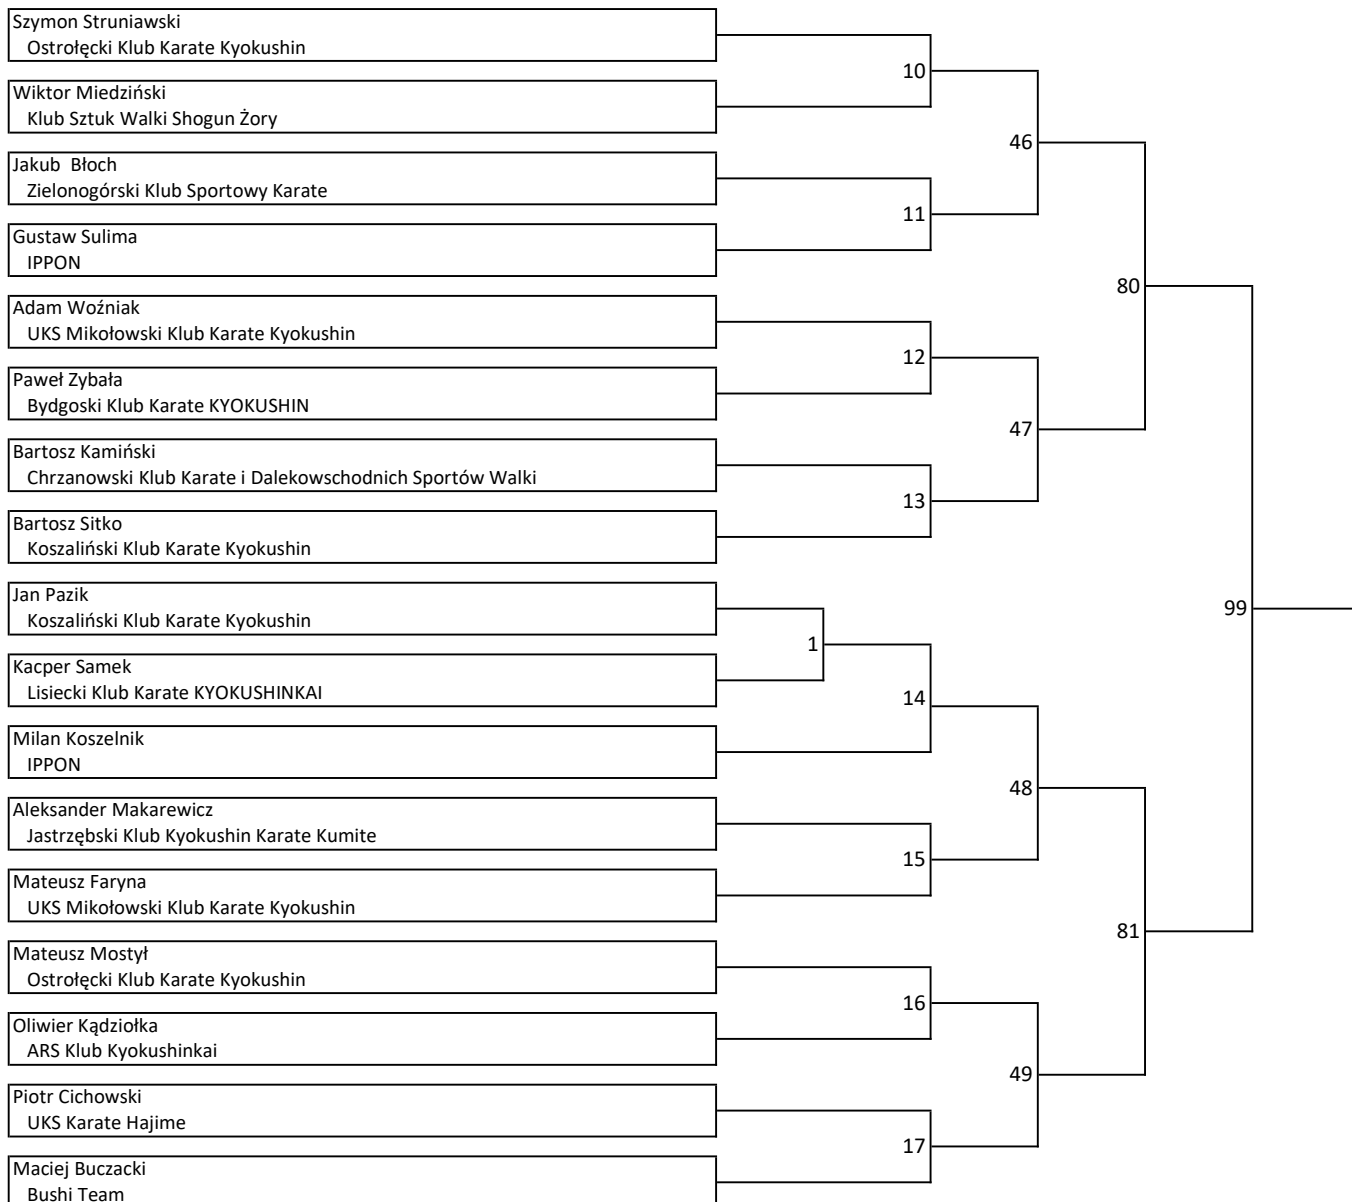 Szymon Struniawski
Ostrołęcki Klub Karate Kyokushin
10
Wiktor Miedziński
Klub Sztuk Walki Shogun Żory
46
Jakub Błoch
Zielonogórski Klub Sportowy Karate
11
Gustaw Sulima
IPPON
80
Adam Woźniak
UKS Mikołowski Klub Karate Kyokushin
12
Paweł Zybała
Bydgoski Klub Karate KYOKUSHIN
47
Bartosz Kamiński
Chrzanowski Klub Karate i Dalekowschodnich Sportów Walki
13
Bartosz Sitko
Koszaliński Klub Karate Kyokushin
Jan Pazik
Koszaliński Klub Karate Kyokushin
99
1
Kacper Samek
Lisiecki Klub Karate KYOKUSHINKAI
14
Milan Koszelnik
IPPON
48
Aleksander Makarewicz
Jastrzębski Klub Kyokushin Karate Kumite
15
Mateusz Faryna
UKS Mikołowski Klub Karate Kyokushin
81
Mateusz Mostył
Ostrołęcki Klub Karate Kyokushin
16
Oliwier Kądziołka
ARS Klub Kyokushinkai
49
Piotr Cichowski
UKS Karate Hajime
17
Maciej Buczacki
Bushi Team